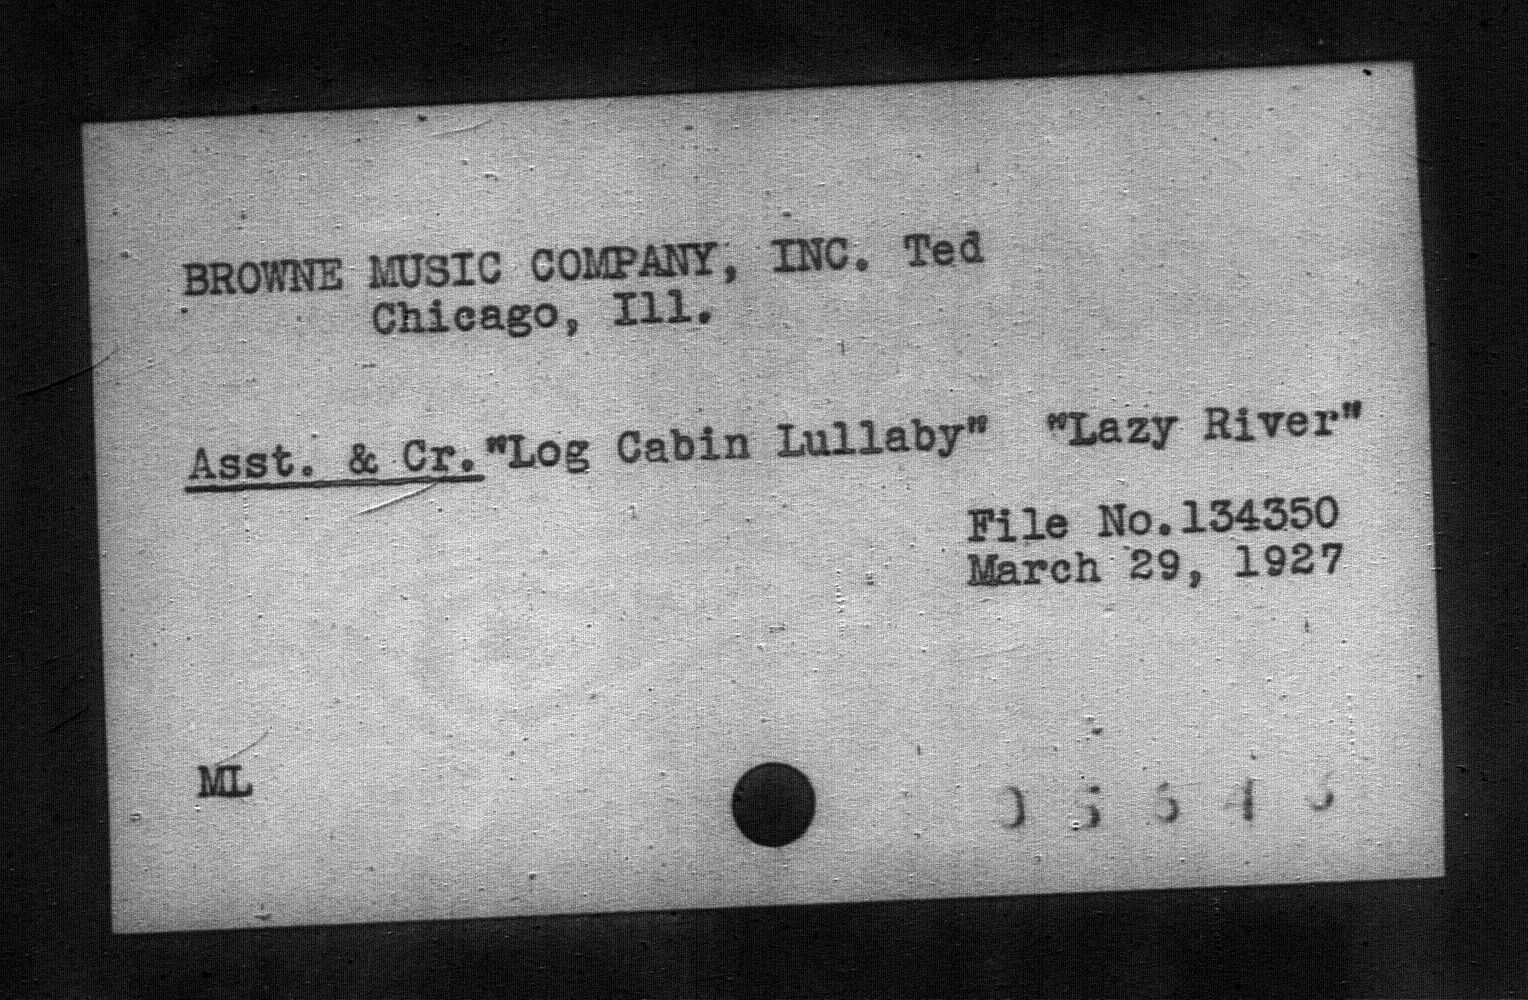 BROWNE MUSIC COMPANY, INC. Ted
Chicago, Ill.
Asst. & Cr. "Log Cabin Lullaby" "Lazy River"
File No.134350
March 29, 1927
ML